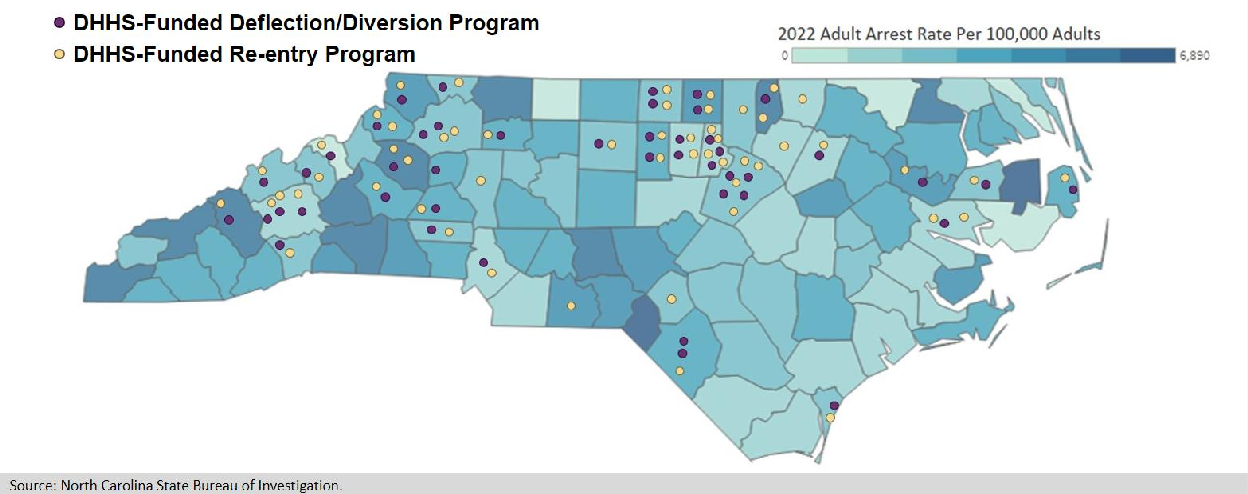 DHHS-Funded Deflection/Diversion Program
DHHS-Funded Re-entry Program
2022 Adult Arrest Rate Per 100,000 Adults
0 6,890
Source: North Carolina State Bureau of Investigation.